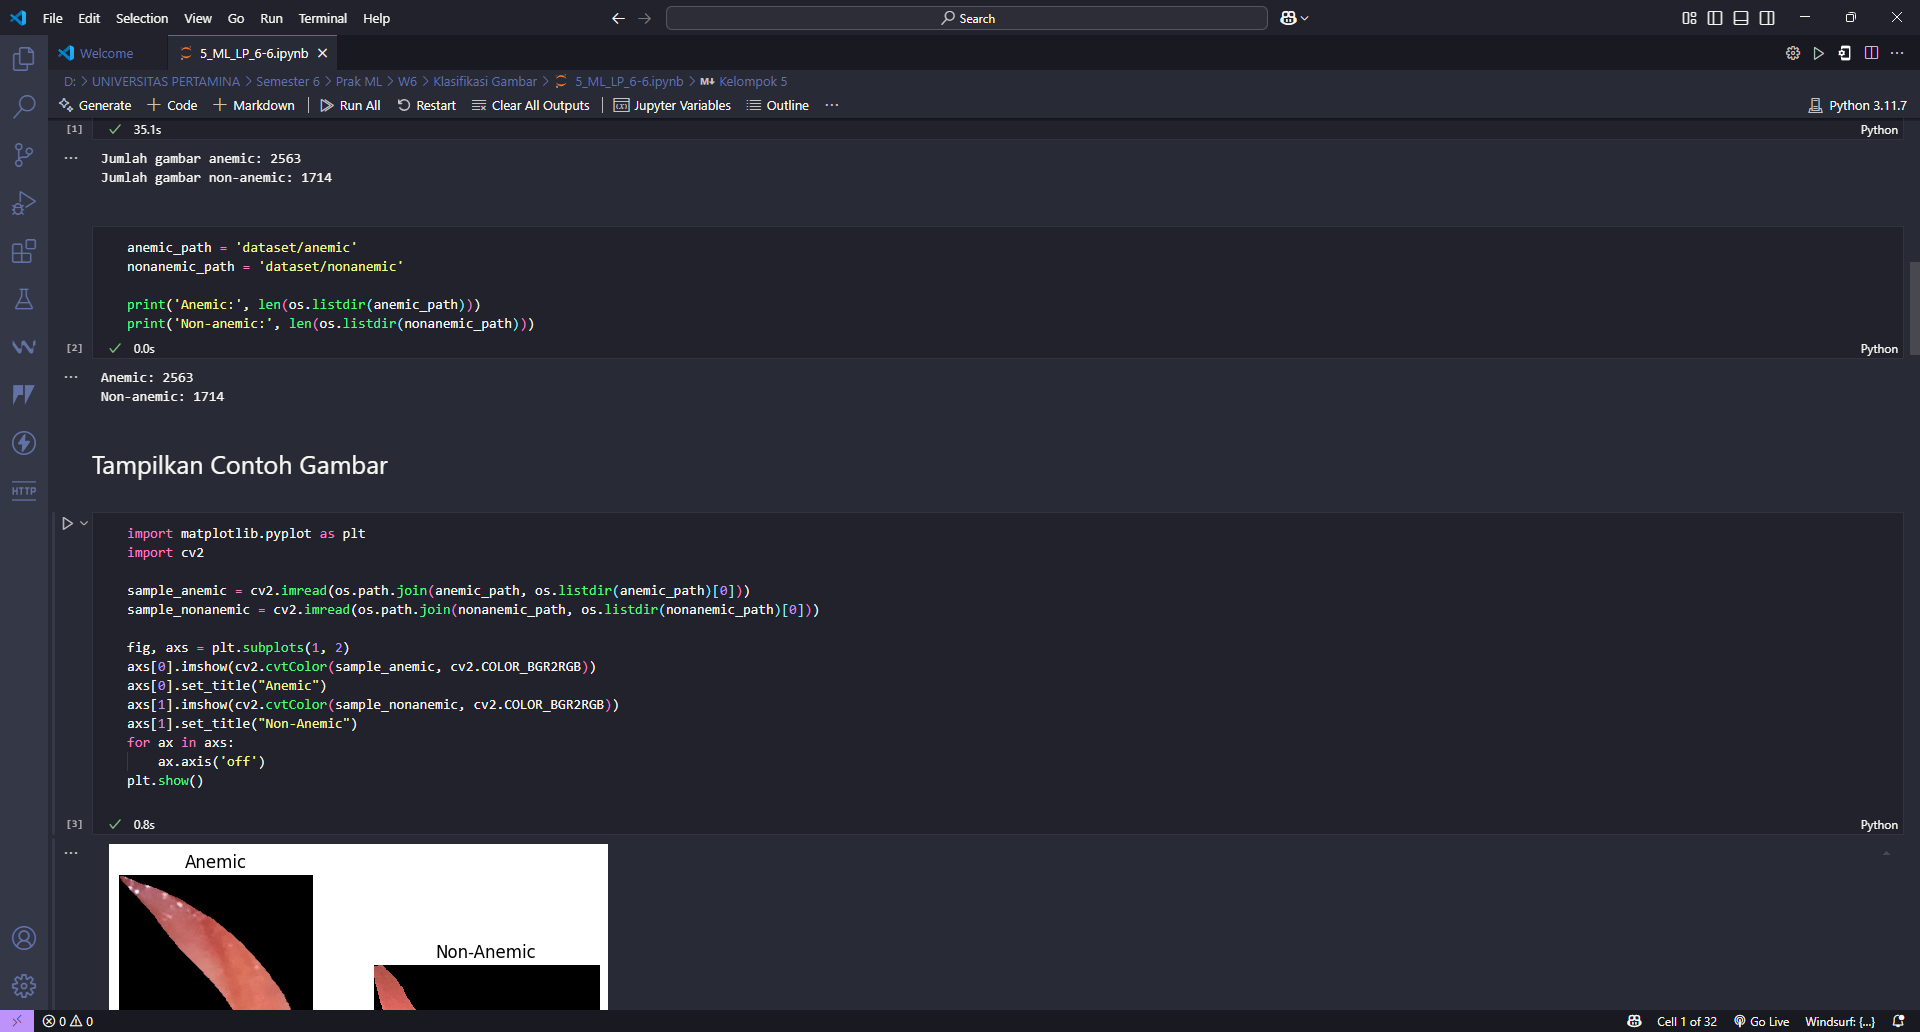 File Edit Selection View Go Run Terminal Help
Search
Welcome
5_ML_LP_6-6.ipynb
D: > UNIVERSITAS PERTAMINA > Semester 6 > Prak ML > W6 > Klasifikasi Gambar > 5_ML_LP_6-6.ipynb > M↓ Kelompok 5
Generate + Code + Markdown | Run All Restart Clear All Outputs | Jupyter Variables Outline ...
Python 3.11.7
[1] 35.1s Python
Jumlah gambar anemic: 2563
Jumlah gambar non-anemic: 1714
anemic_path = 'dataset/anemic'
nonanemic_path = 'dataset/nonanemic'
print('Anemic:', len(os.listdir(anemic_path)))
print('Non-anemic:', len(os.listdir(nonanemic_path)))
[2] 0.0s Python
Anemic: 2563
Non-anemic: 1714
Tampilkan Contoh Gambar
import matplotlib.pyplot as plt
import cv2
sample_anemic = cv2.imread(os.path.join(anemic_path, os.listdir(anemic_path)[0]))
sample_nonanemic = cv2.imread(os.path.join(nonanemic_path, os.listdir(nonanemic_path)[0]))
fig, axs = plt.subplots(1, 2)
axs[0].imshow(cv2.cvtColor(sample_anemic, cv2.COLOR_BGR2RGB))
axs[0].set_title("Anemic")
axs[1].imshow(cv2.cvtColor(sample_nonanemic, cv2.COLOR_BGR2RGB))
axs[1].set_title("Non-Anemic")
for ax in axs:
    ax.axis('off')
plt.show()
[3] 0.8s Python
Anemic
Non-Anemic
HTTP
0 0
Cell 1 of 32 Go Live Windsurf: {...}